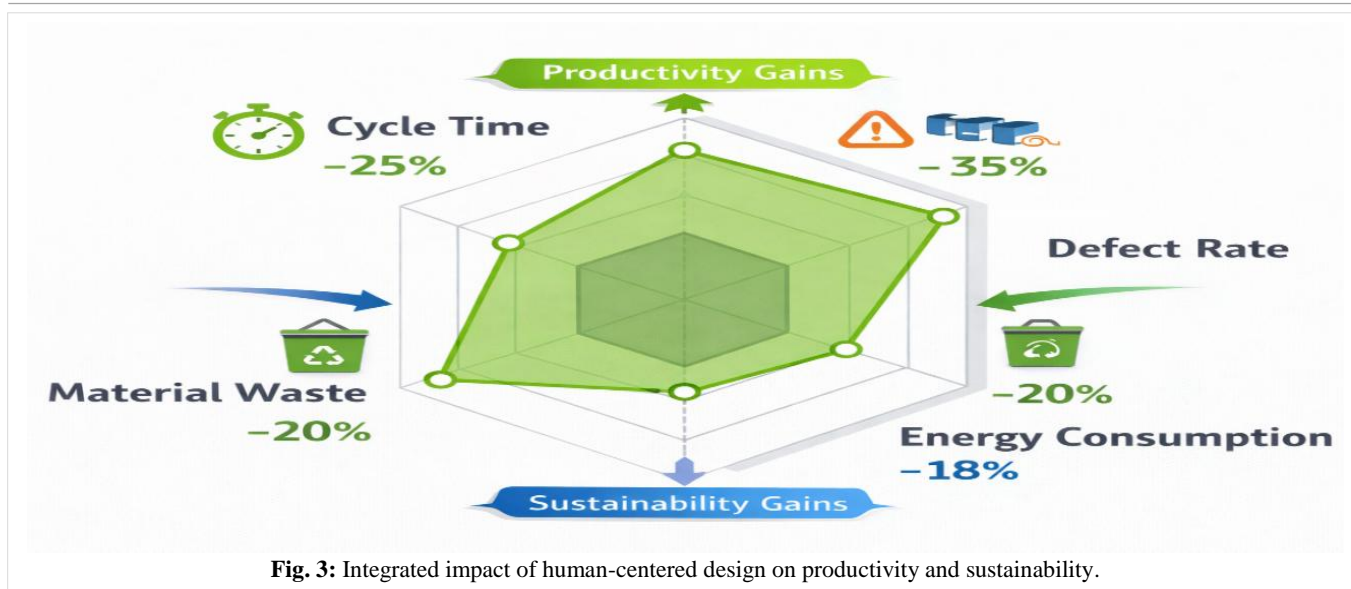 Productivity Gains
Cycle Time
-25%
- 35%
Defect Rate
Material Waste
-20%
-20%
Energy Consumption
-18%
Sustainability Gains
Fig. 3: Integrated impact of human-centered design on productivity and sustainability.